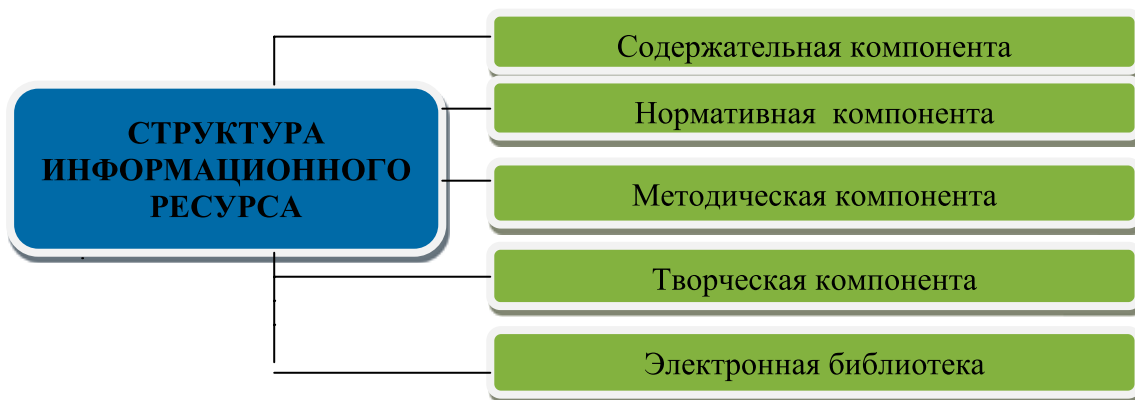 СТРУКТУРА
ИНФОРМАЦИОННОГО
РЕСУРСА
Содержательная компонента
Нормативная компонента
Методическая компонента
Творческая компонента
Электронная библиотека